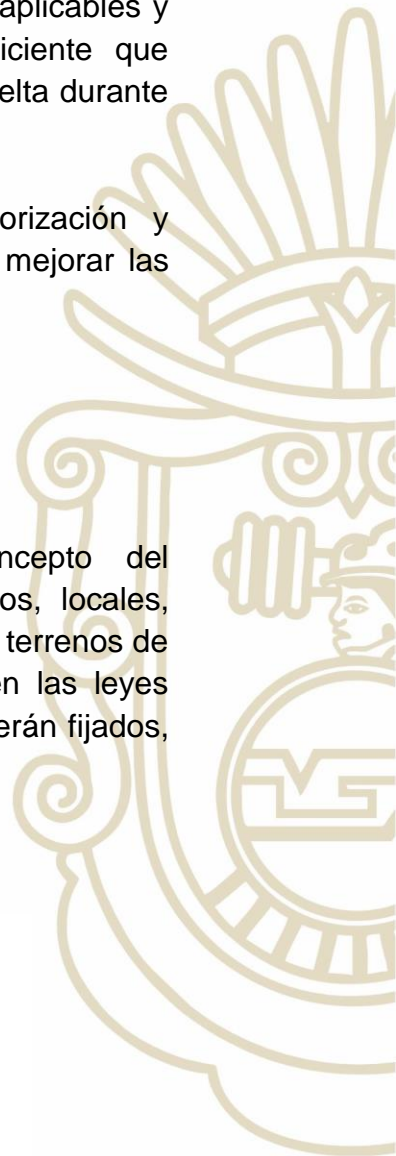 aplicables y
iciente que
elta durante
orización y
mejorar las
ncepto del
os, locales,
terrenos de
en las leyes
erán fijados,